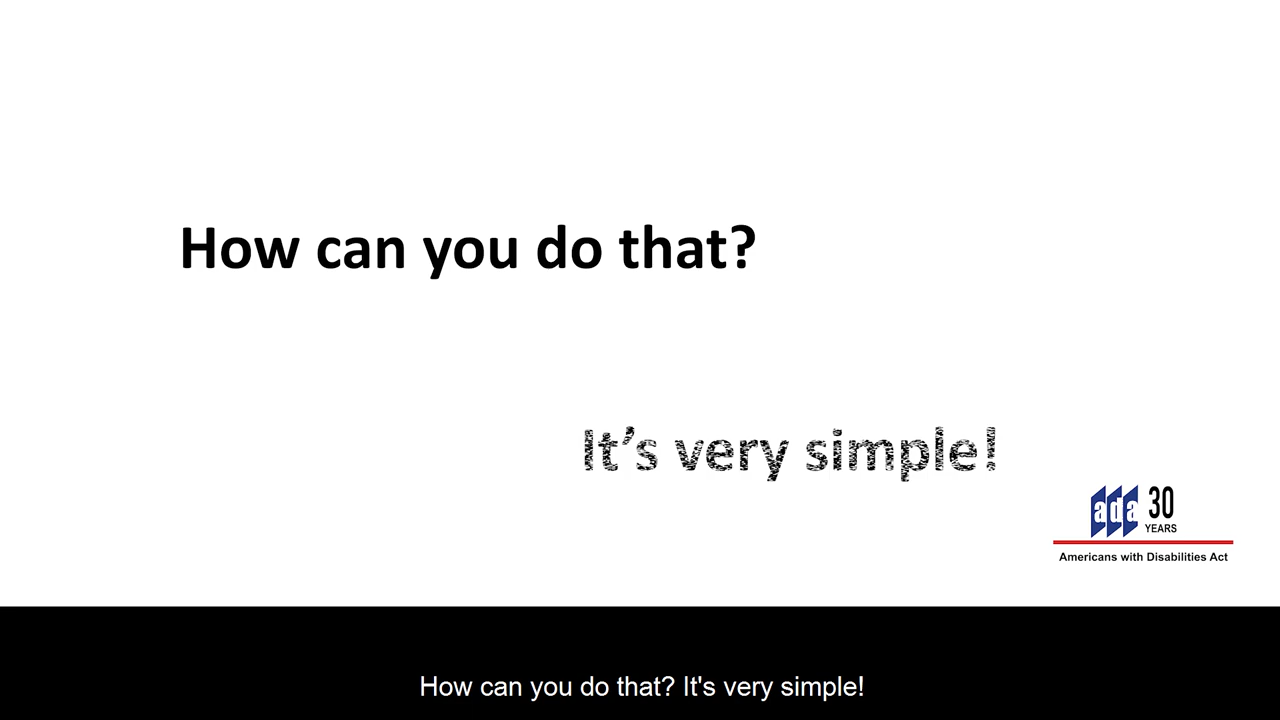 How can you do that?
It’s very simple!
ada 30
YEARS
Americans with Disabilities Act
How can you do that? It's very simple!